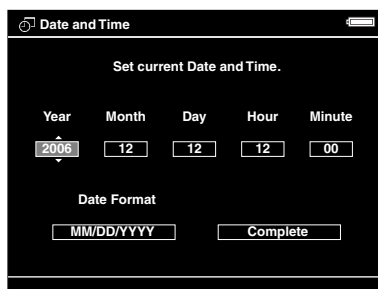 Date and Time
Set current Date and Time.
Year Month Day Hour Minute
2006 12 12 12 00
Date Format
MM/DD/YYYY Complete